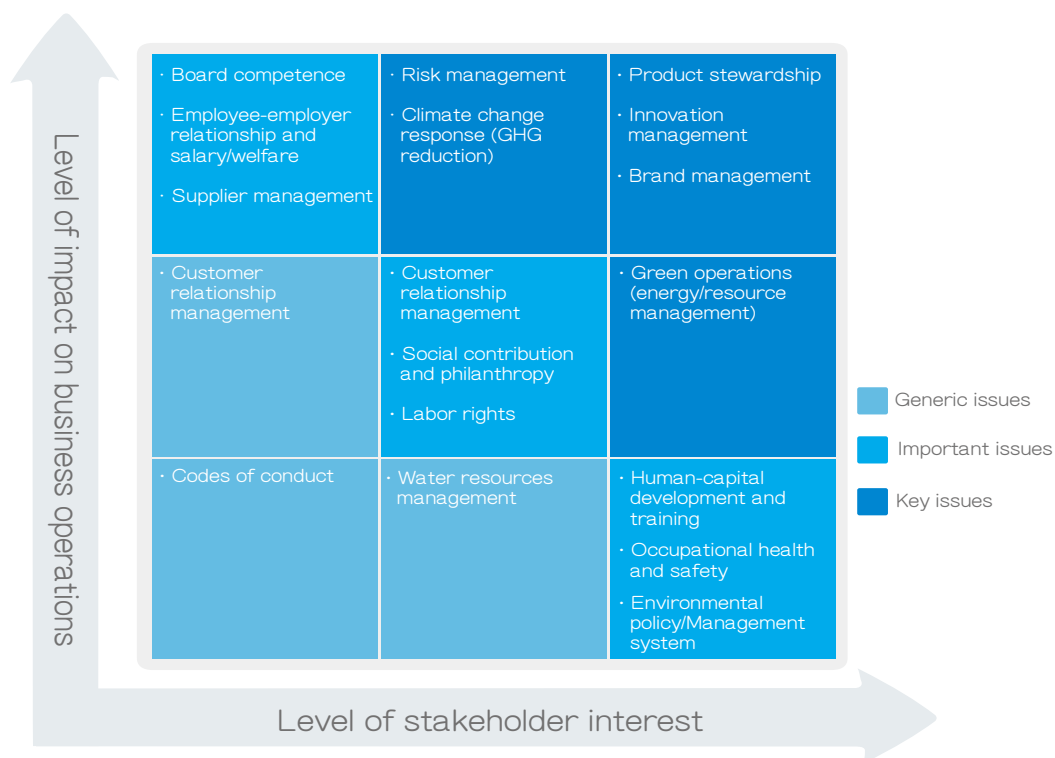 Level of impact on business operations
· Board competence
· Employee-employer
relationship and
salary/welfare
· Supplier management
· Risk management
· Climate change
response (GHG
reduction)
· Product stewardship
· Innovation
management
· Brand management
· Customer
relationship
management
· Customer
relationship
management
· Social contribution
and philanthropy
· Labor rights
· Green operations
(energy/resource
management)
· Codes of conduct
· Water resources
management
· Human-capital
development and
training
· Occupational health
and safety
· Environmental
policy/Management
system
Generic issues
Important issues
Key issues
Level of stakeholder interest